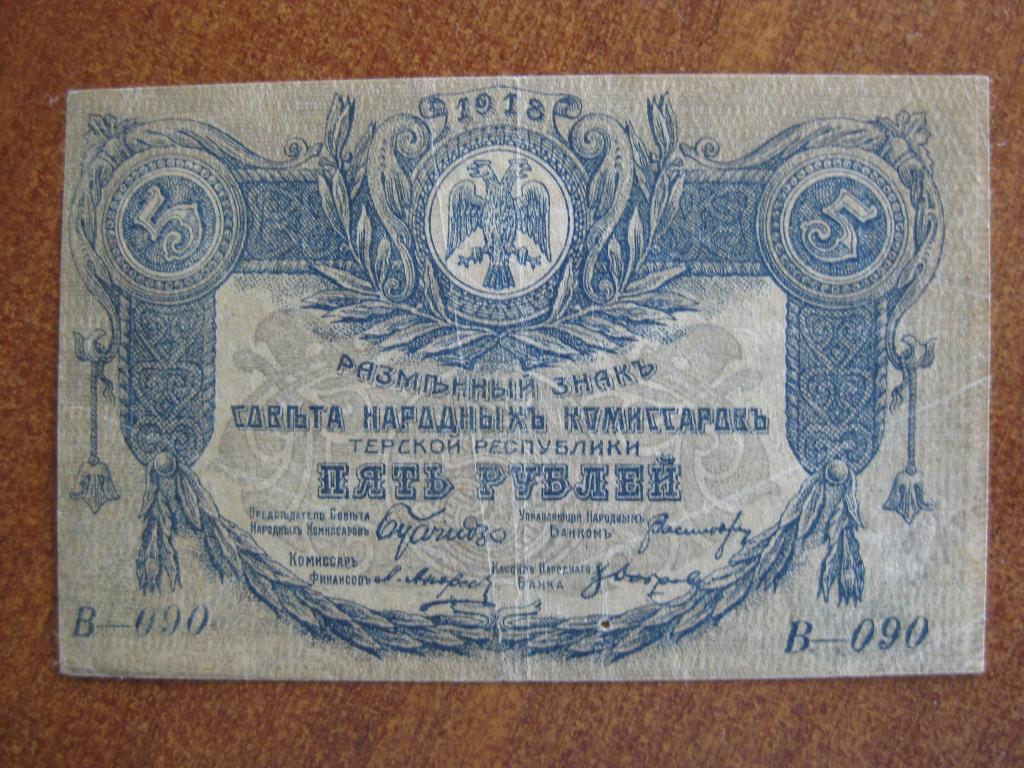 1918
5 5
РАЗМѢННЫЙ ЗНАКЪ
СОВѢТА НАРОДНЫХЪ КОМИССАРОВЪ
ТЕРСКОЙ РЕСПУБЛИКИ
ПЯТЬ РУБЛЕЙ
ПРЕДСѢДАТЕЛЬ СОВѢТА
НАРОДНЫХЪ КОМИССАРОВЪ
УПРАВЛЯЮЩІЙ НАРОДНЫМЪ
БАНКОМЪ
КОМИССАРЪ
ФИНАНСОВЪ
КАССИРЪ НАРОДНАГО
БАНКА
В—090 В—090